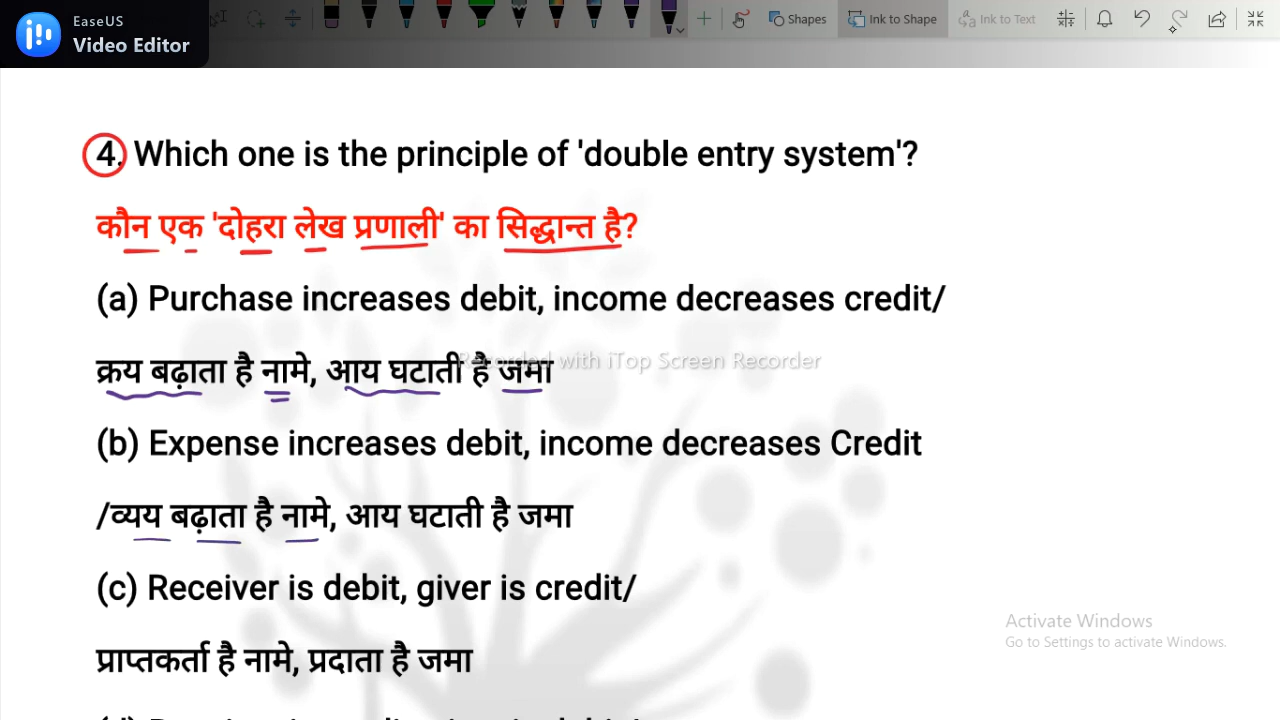 EaseUS
Video Editor
Shapes
Ink to Shape
Ink to Text
4. Which one is the principle of 'double entry system'?
कौन एक 'दोहरा लेख प्रणाली' का सिद्धान्त है?
(a) Purchase increases debit, income decreases credit/
Recorded with iTop Screen Recorder
क्रय बढ़ाता है नामे, आय घटाती है जमा
(b) Expense increases debit, income decreases Credit
/व्यय बढ़ाता है नामे, आय घटाती है जमा
(c) Receiver is debit, giver is credit/
Activate Windows
Go to Settings to activate Windows.
प्राप्तकर्ता है नामे, प्रदाता है जमा